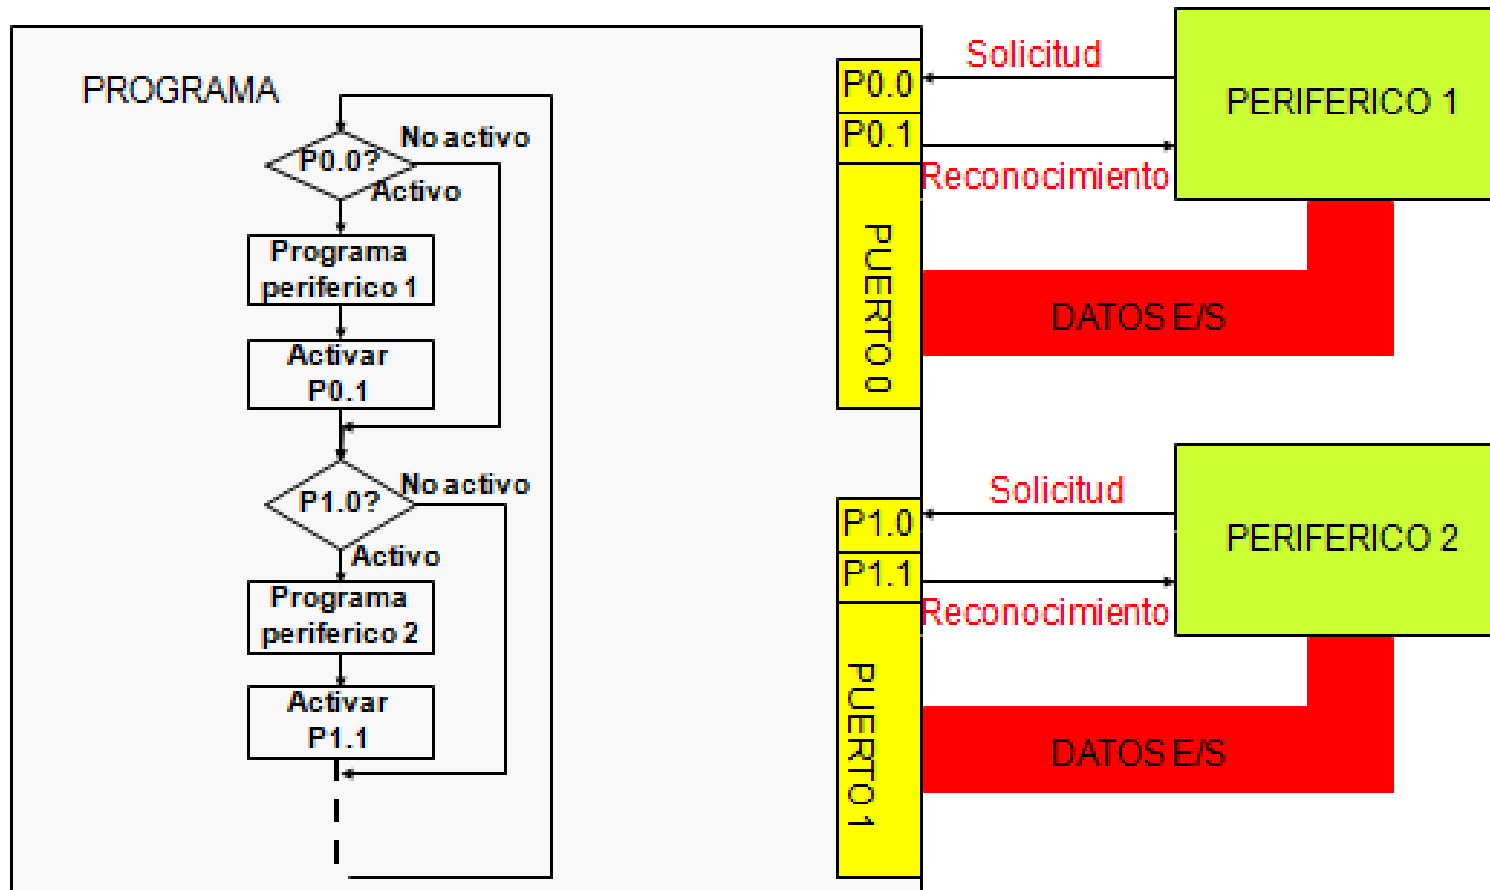 PROGRAMA
P0.0?
No activo
Activo
Programa
periferico 1
Activar
P0.1
P1.0?
No activo
Activo
Programa
periferico 2
Activar
P1.1
P0.0
P0.1
PUERTO 0
Solicitud
Reconocimiento
PERIFERICO 1
DATOS E/S
P1.0
P1.1
PUERTO 1
Solicitud
Reconocimiento
PERIFERICO 2
DATOS E/S